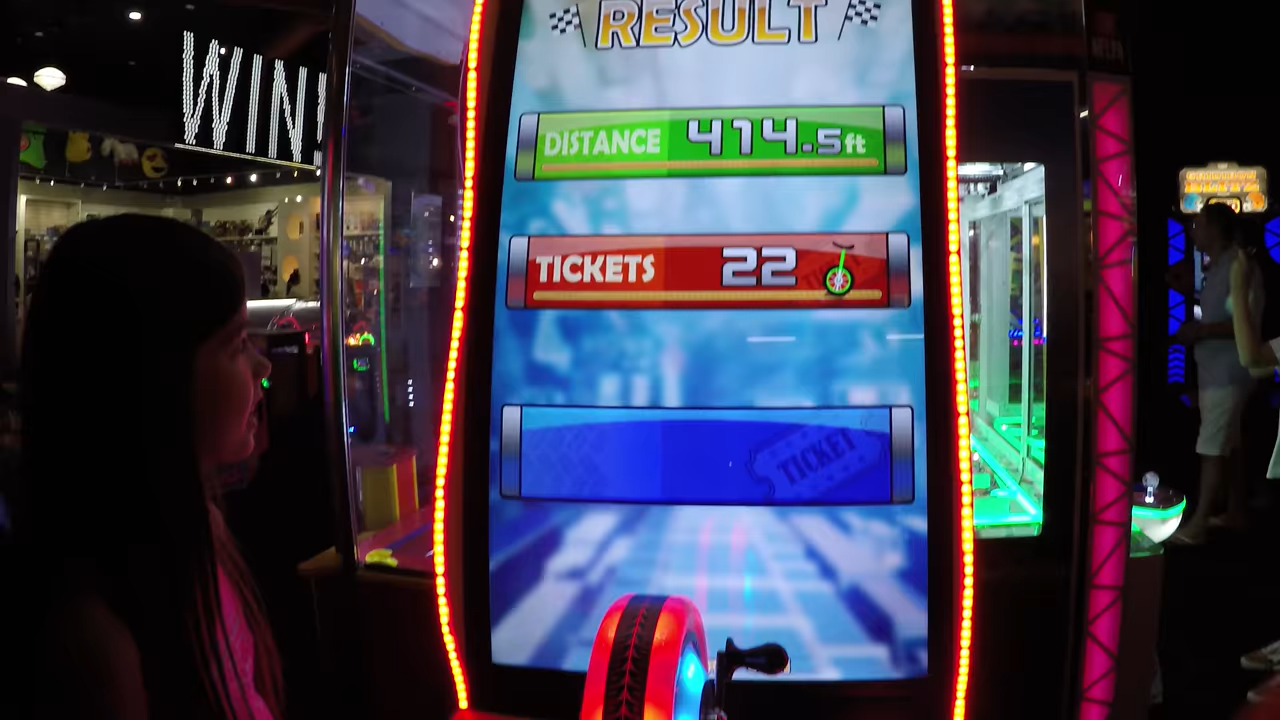 WIN!
RESULT
DISTANCE 414.5ft
TICKETS 22
TICKET